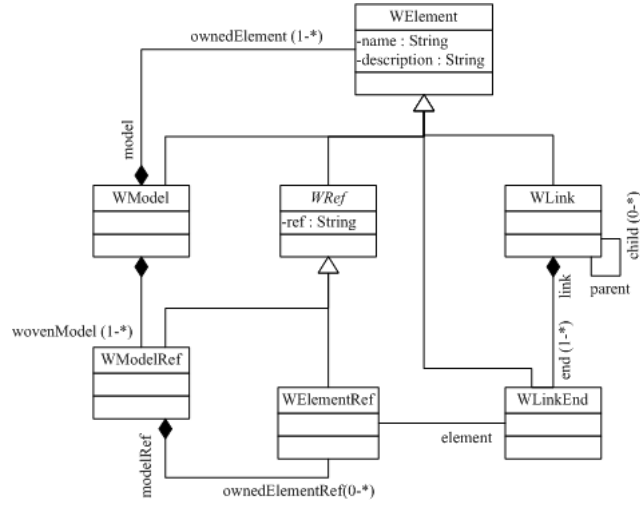 WElement
ownedElement (1-*)
-name : String
-description : String
model
WModel
WRef
WLink
-ref : String
child (0-*)
parent
link
wovenModel (1-*)
end (1-*)
WModelRef
WElementRef
WLinkEnd
element
modelRef
ownedElementRef(0-*)